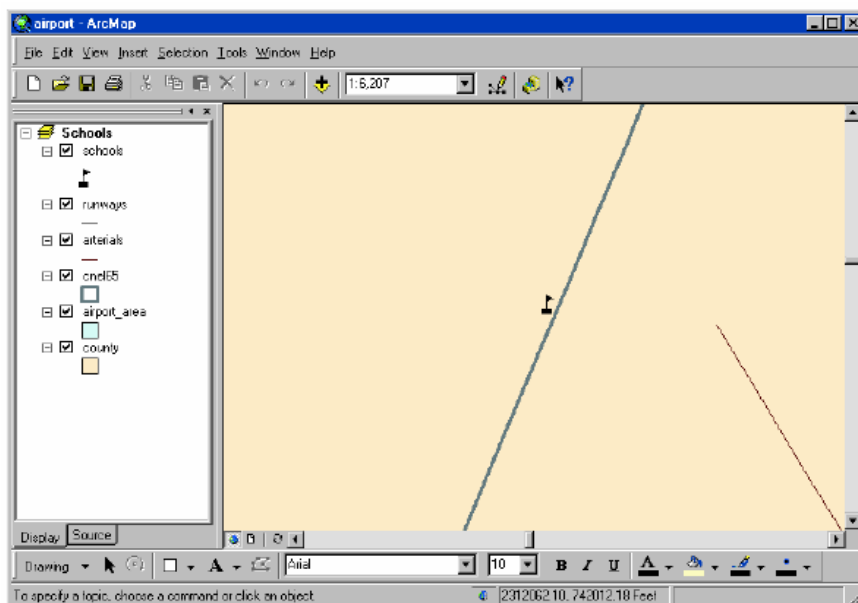 airport - ArcMap
File Edit View Insert Selection Tools Window Help
1:6,207
Schools
schools
runways
arterials
cnel65
airport_area
county
Display Source
Drawing A Arial 10 B I U A
To specify a topic, choose a command or click an object. 2312062.10, 742012.18 Feet